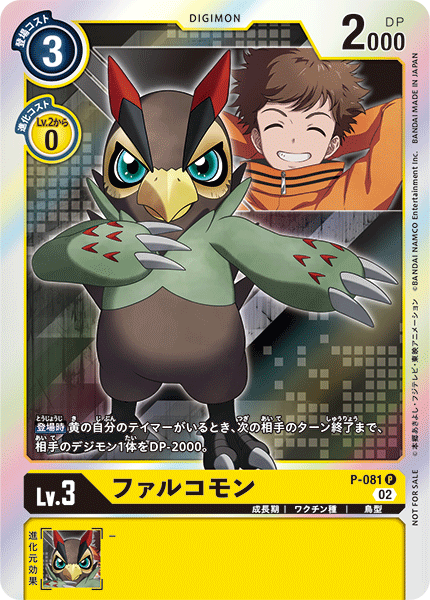 登場コスト
3
DIGIMON
DP
2000
進化コスト
Lv.2から
0
©本郷あきよし・フジテレビ・東映アニメーション ©BANDAI NAMCO Entertainment Inc. BANDAI MADE IN JAPAN
登場時 黄の自分のテイマーがいるとき、次の相手のターン終了まで、
相手のデジモン1体をDP-2000。
P-081 P
Lv.3
ファルコモン
02
成長期 | ワクチン種 | 鳥型
NOT FOR SALE
進化元効果
－